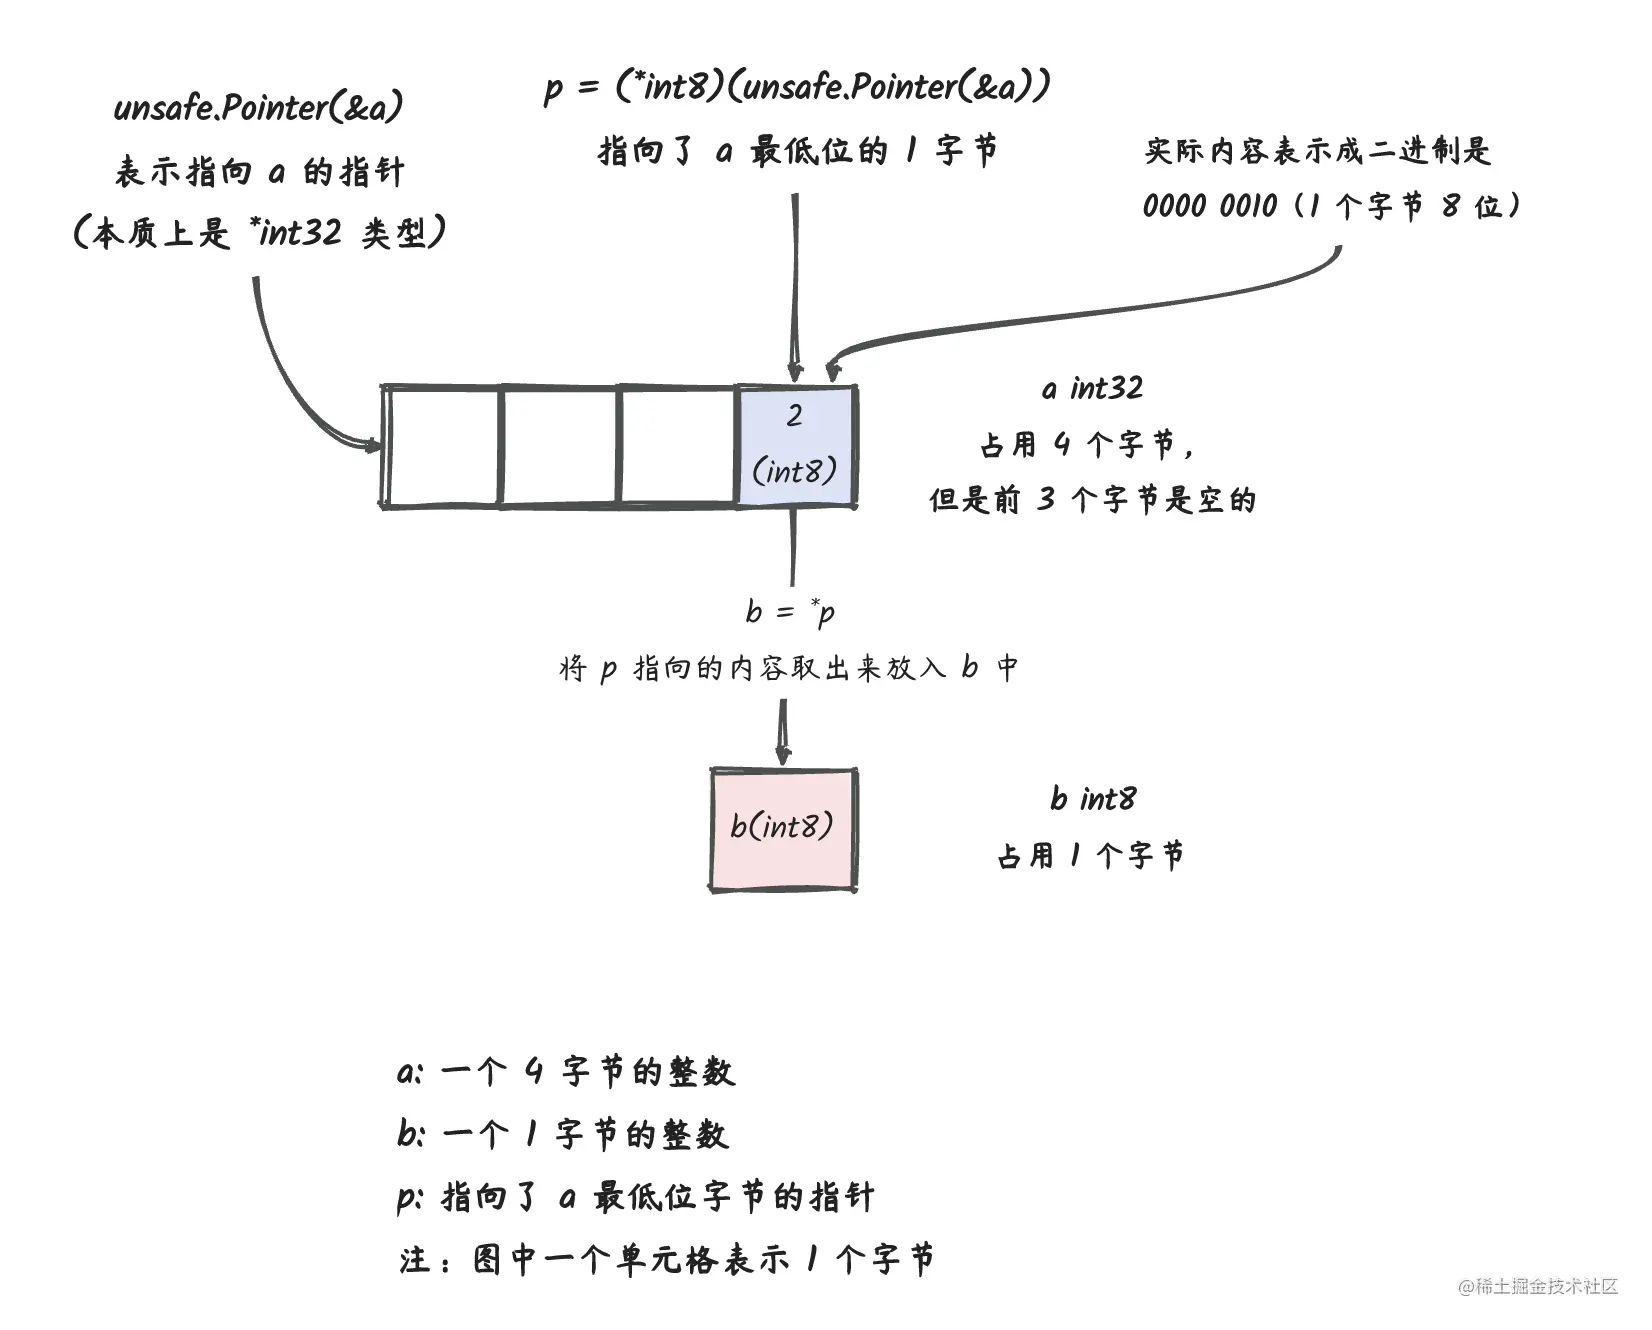 unsafe.Pointer(&a)
表示指向 a 的指针
(本质上是 *int32 类型)
p = (*int8)(unsafe.Pointer(&a))
指向了 a 最低位的 1 字节
实际内容表示成二进制是
0000 0010（1 个字节 8 位）
2
(int8)
a int32
占用 4 个字节，
但是前 3 个字节是空的
b = *p
将 p 指向的内容取出来放入 b 中
b(int8)
b int8
占用 1 个字节
a: 一个 4 字节的整数
b: 一个 1 字节的整数
p: 指向了 a 最低位字节的指针
注：图中一个单元格表示 1 个字节
@稀土掘金技术社区